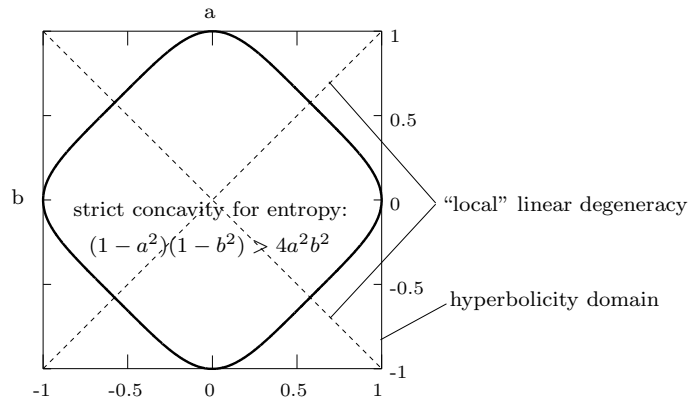 a
1
0.5
b
strict concavity for entropy:
0
“local” linear degeneracy
(1 − a²)(1 − b²) > 4a²b²
-0.5
hyperbolicity domain
-1
-1
-0.5
0
0.5
1